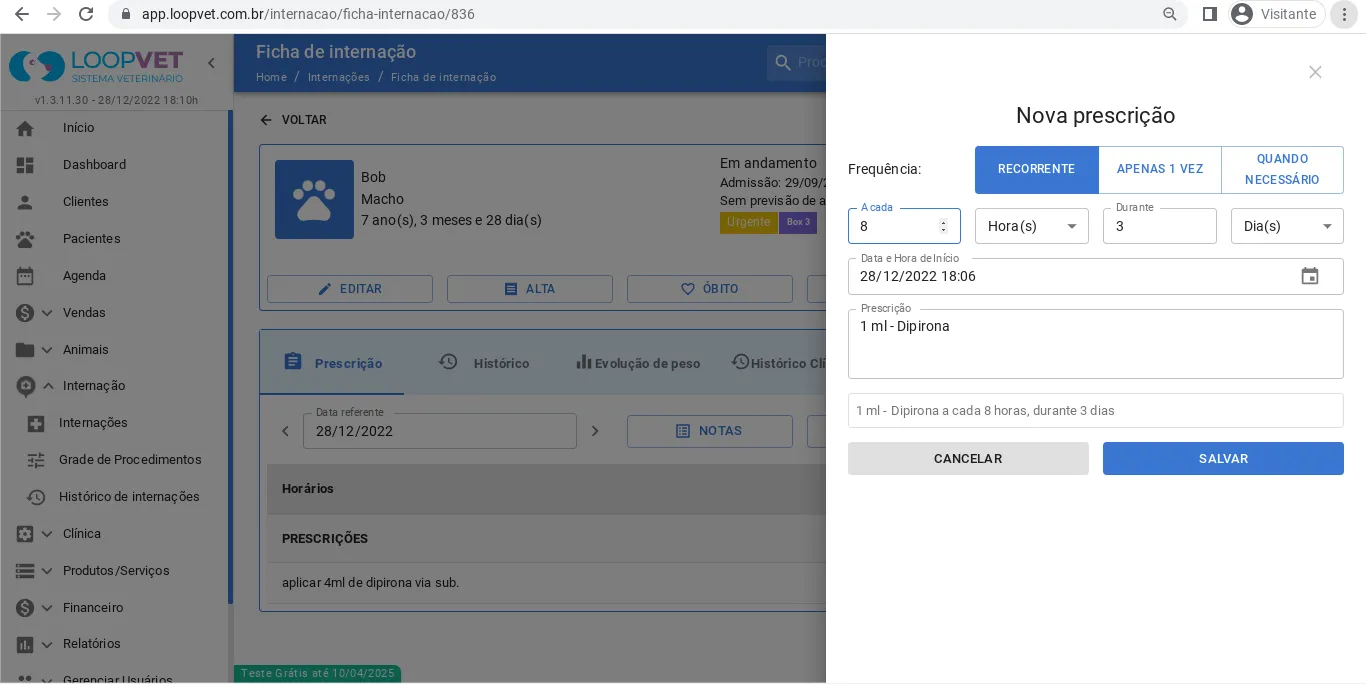 app.loopvet.com.br/internacao/ficha-internacao/836
Visitante
LOOPVET
SISTEMA VETERINÁRIO
v1.3.11.30 - 28/12/2022 18:10h
Início
Dashboard
Clientes
Pacientes
Agenda
Vendas
Animais
Internação
Internações
Grade de Procedimentos
Histórico de internações
Clínica
Produtos/Serviços
Financeiro
Relatórios
Gerenciar Usuários
Ficha de internação
Home / Internações / Ficha de internação
Proc
VOLTAR
Bob
Macho
7 ano(s), 3 meses e 28 dia(s)
Em andamento
Admissão: 29/09/2
Sem previsão de a
Urgente Box 3
EDITAR ALTA ÓBITO
Prescrição Histórico Evolução de peso Histórico Clí
Data referente
28/12/2022
NOTAS
Horários
PRESCRIÇÕES
aplicar 4ml de dipirona via sub.
Teste Grátis até 10/04/2025
Nova prescrição
Frequência:
RECORRENTE
APENAS 1 VEZ
QUANDO
NECESSÁRIO
A cada
8
Hora(s)
Durante
3
Dia(s)
Data e Hora de Início
28/12/2022 18:06
Prescrição
1 ml - Dipirona
1 ml - Dipirona a cada 8 horas, durante 3 dias
CANCELAR SALVAR